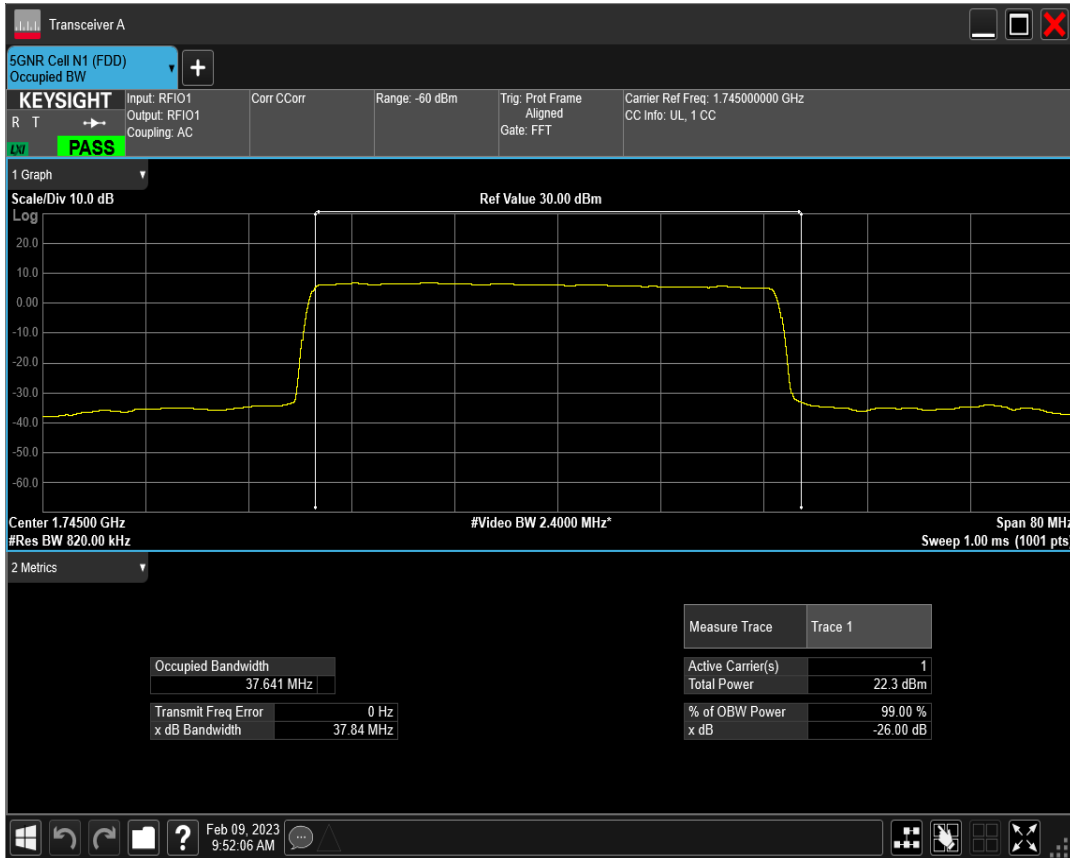 Transceiver A
5GNR Cell N1 (FDD)
Occupied BW
+
KEYSIGHT
R T
LXI
PASS
Input: RFIO1
Output: RFIO1
Coupling: AC
Corr CCorr
Range: -60 dBm
Trig: Prot Frame
Aligned
Gate: FFT
Carrier Ref Freq: 1.745000000 GHz
CC Info: UL, 1 CC
1 Graph
Scale/Div 10.0 dB
Ref Value 30.00 dBm
Log
20.0
10.0
0.00
-10.0
-20.0
-30.0
-40.0
-50.0
-60.0
Center 1.74500 GHz
#Video BW 2.4000 MHz*
Span 80 MHz
#Res BW 820.00 kHz
Sweep 1.00 ms (1001 pts)
2 Metrics
Measure Trace Trace 1
Occupied Bandwidth
37.641 MHz
Active Carrier(s) 1
Total Power 22.3 dBm
Transmit Freq Error 0 Hz
x dB Bandwidth 37.84 MHz
% of OBW Power 99.00 %
x dB -26.00 dB
?
Feb 09, 2023
9:52:06 AM